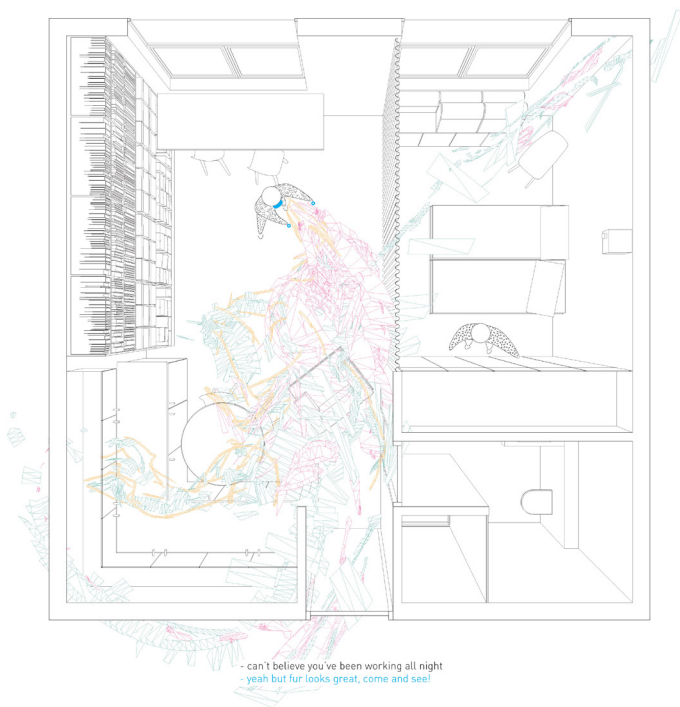 - can't believe you've been working all night
- yeah but fur looks great, come and see!